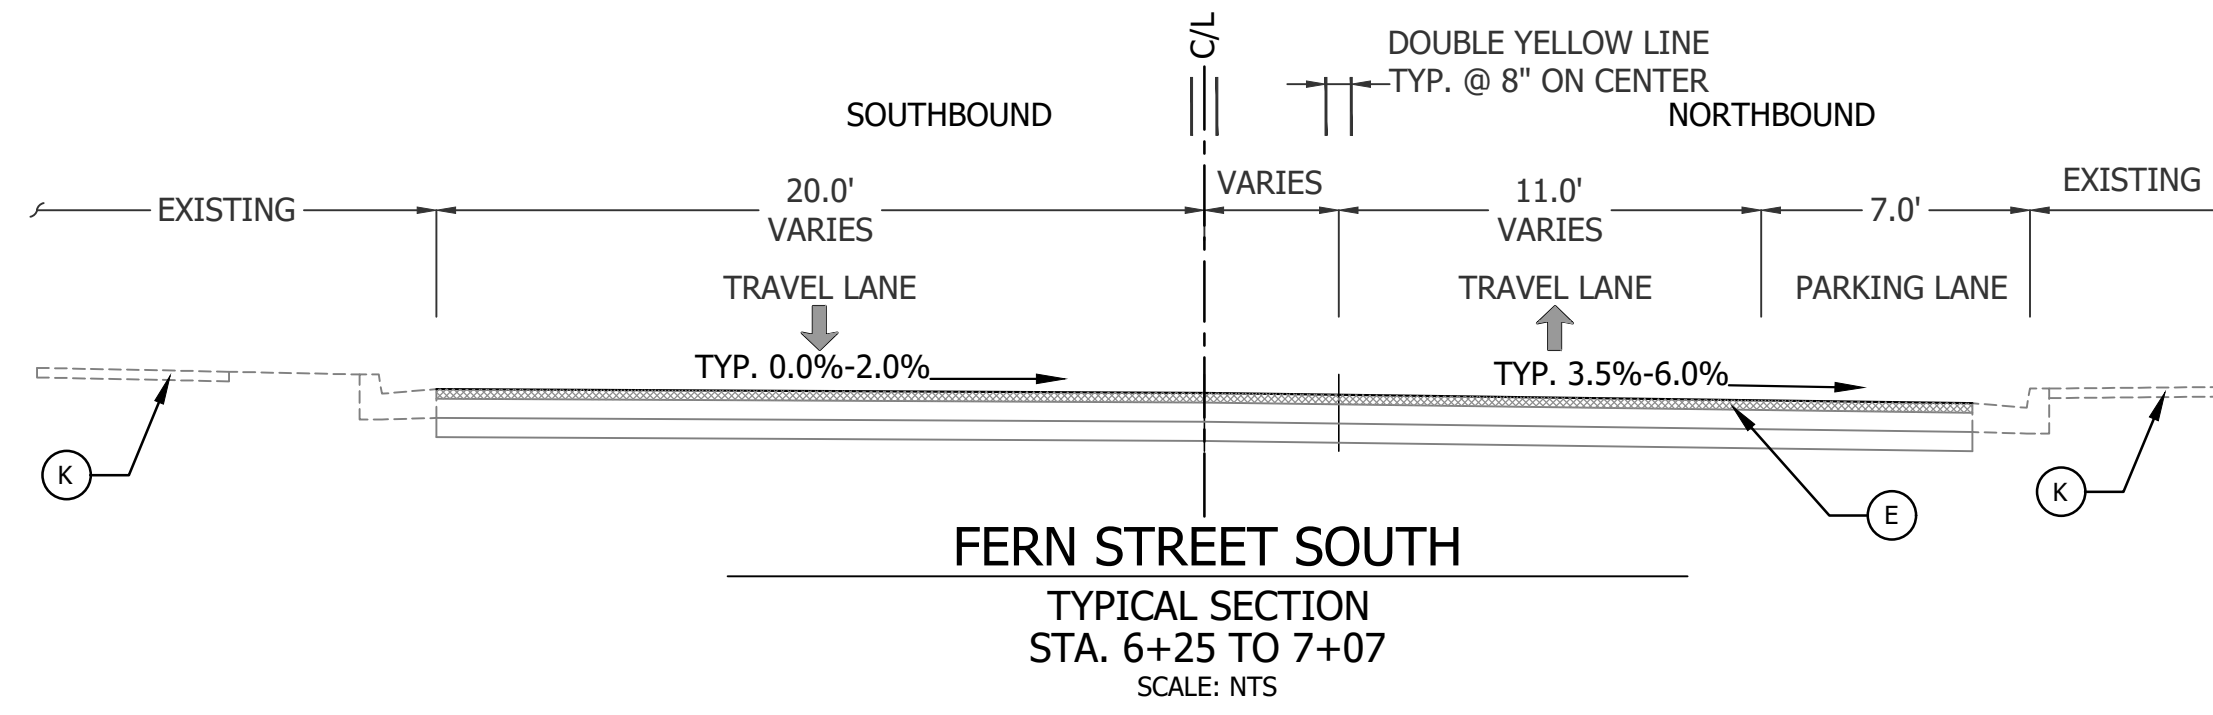 C/L
DOUBLE YELLOW LINE
TYP. @ 8" ON CENTER
SOUTHBOUND
NORTHBOUND
EXISTING
20.0'
VARIES
VARIES
11.0'
VARIES
7.0'
EXISTING
TRAVEL LANE
TRAVEL LANE
PARKING LANE
TYP. 0.0%-2.0%
TYP. 3.5%-6.0%
K
K
E
FERN STREET SOUTH
TYPICAL SECTION
STA. 6+25 TO 7+07
SCALE: NTS